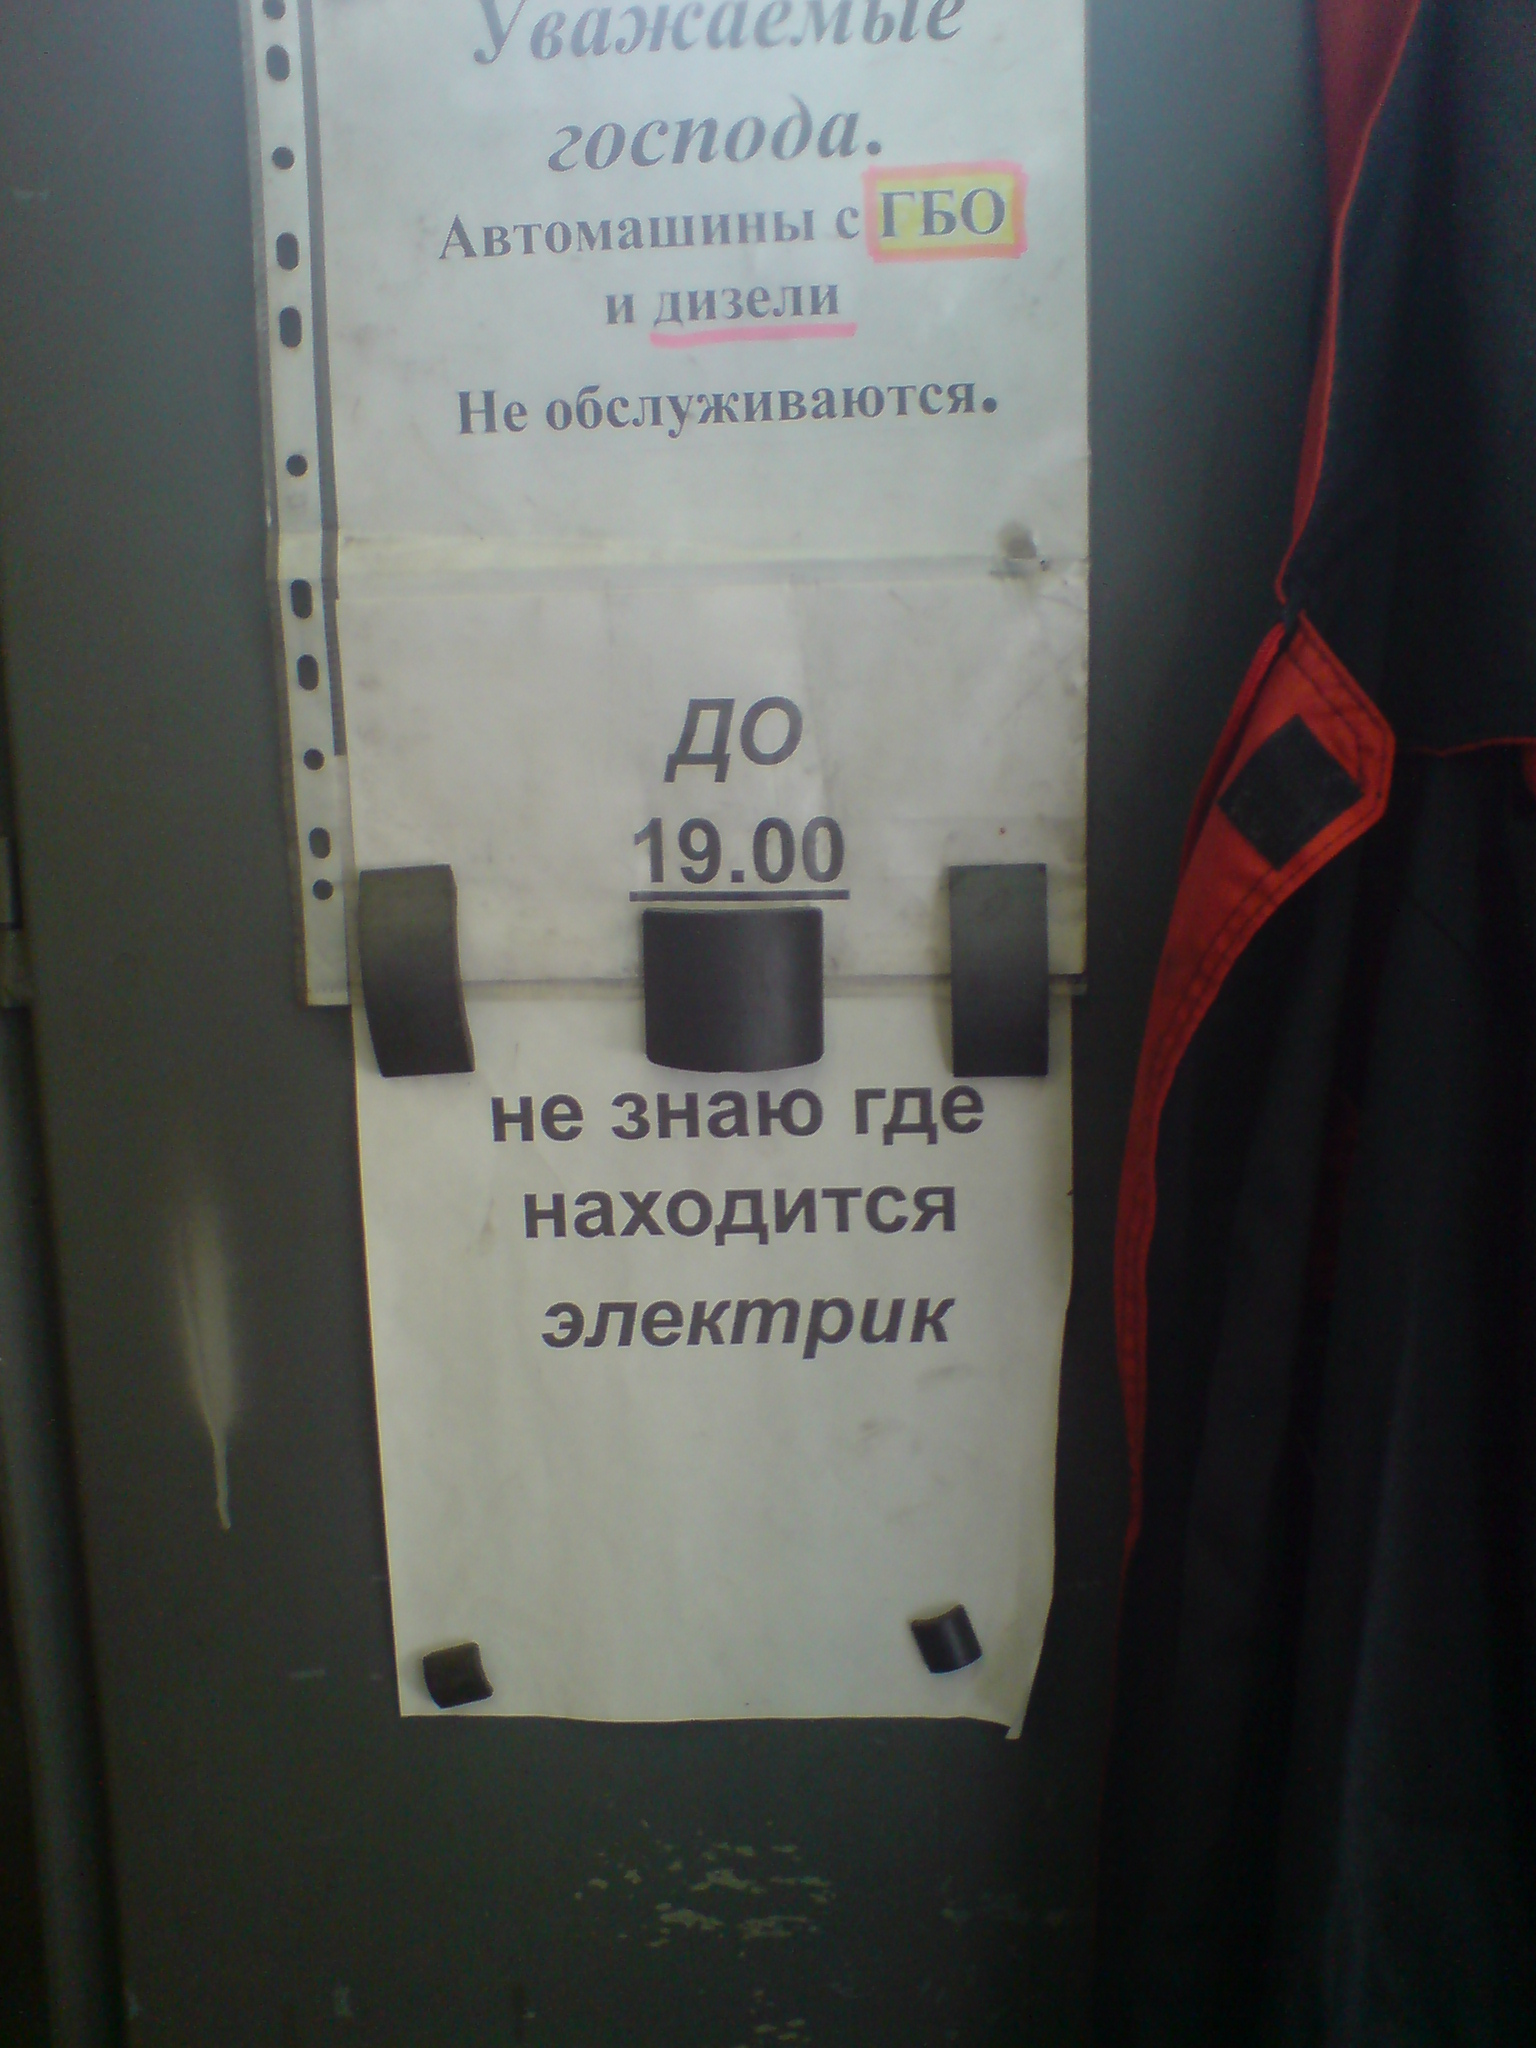 Уважаемые
господа.
Автомашины с ГБО
и дизели
Не обслуживаются.
ДО
19.00
не знаю где
находится
электрик